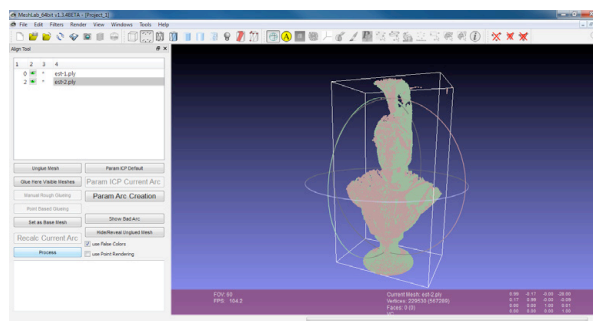 MeshLab_64bit v1.3.4BETA - [Project_1]
File Edit Filters Render View Windows Tools Help
Align Tool
1 2 3 4
0 * est-1.ply
2 * est-2.ply
Unglue Mesh Param ICP Default
Glue Here Visible Meshes Param ICP Current Arc
Manual Rough Glueing Param Arc Creation
Point Based Glueing
Set as Base Mesh Show Bad Arc
Recalc Current Arc Hide/Reveal Unglued Mesh
use False Colors
Process use Point Rendering
FOV: 60
FPS: 104.2
Current Mesh: est-2.ply
Faces: 0 (0)